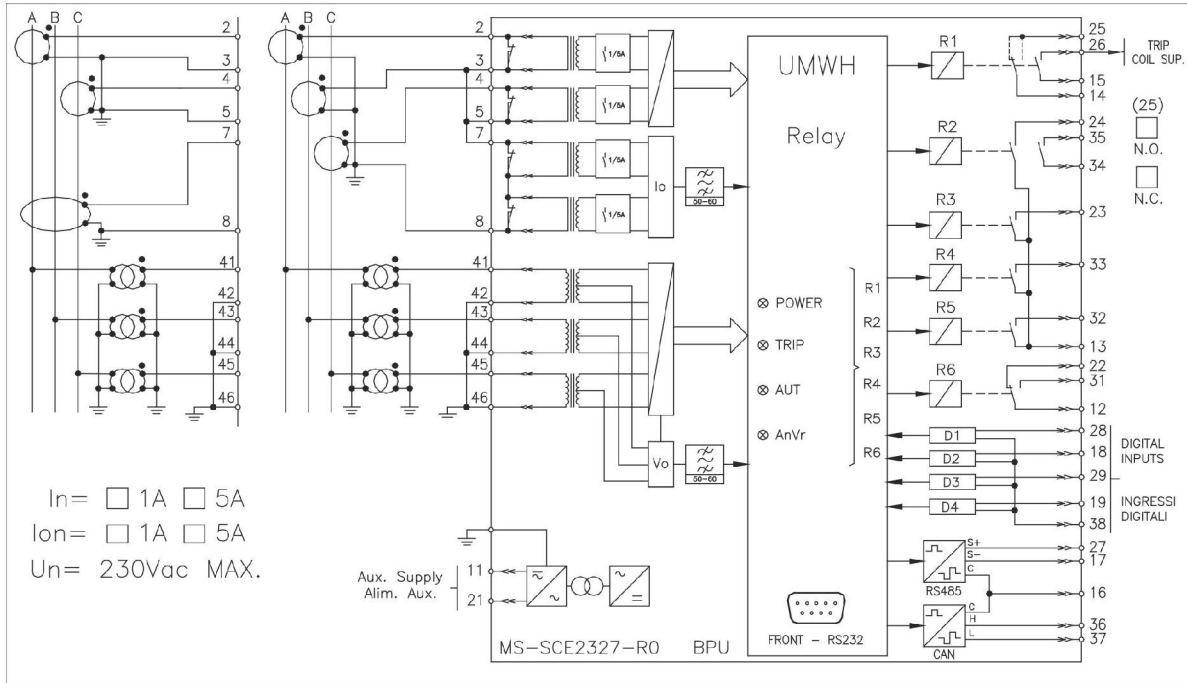 A B C
A B C
2
3
4
5
7
8
41
42
43
44
45
46
2
3
4
5
7
8
41
42
43
44
45
46
1/5A
1/5A
1/5A
1/5A
Io
50-60
Vo
50-60
UMWH
Relay
POWER
TRIP
AUT
AnVr
R1
R2
R3
R4
R5
R6
R1
R2
R3
R4
R5
R6
D1
D2
D3
D4
25
26
15
14
24
35
34
23
33
32
13
22
31
12
28
18
29
19
38
27
17
16
36
37
TRIP
COIL SUP.
(25)
N.O.
N.C.
DIGITAL
INPUTS
INGRESSI
DIGITALI
S+
S-
C
RS485
C
H
L
CAN
In= 1A 5A
Ion= 1A 5A
Un= 230Vac MAX.
Aux. Supply
Alim. Aux.
11
21
FRONT - RS232
MS-SCE2327-R0 BPU